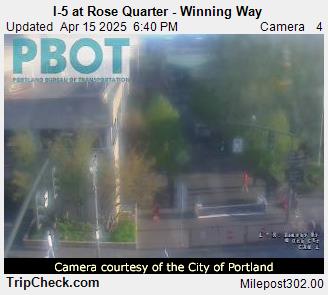 I-5 at Rose Quarter - Winning Way
Updated Apr 15 2025 6:40 PM Camera 4
PBOT
PORTLAND BUREAU OF TRANSPORTATION
Camera courtesy of the City of Portland
TripCheck.com Milepost302.00